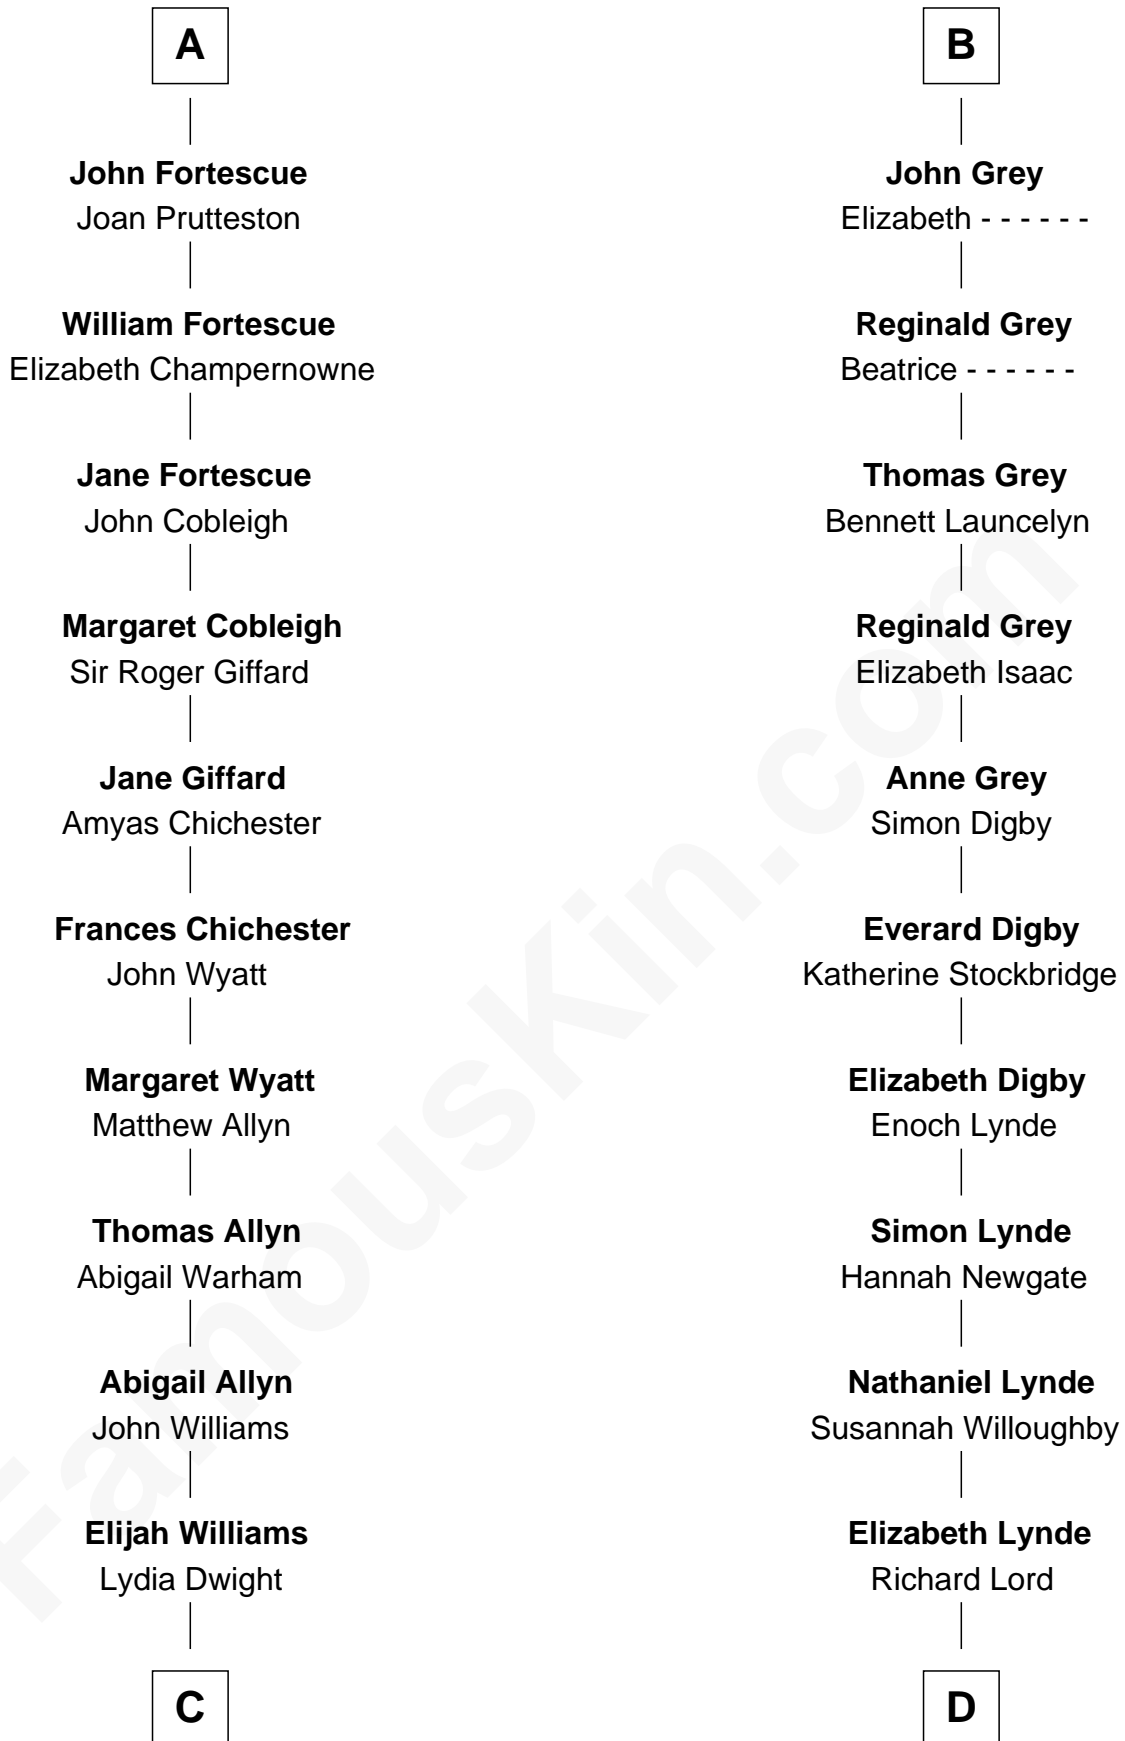 A
John Fortescue
Joan Prutteston
William Fortescue
Elizabeth Champernowne
Jane Fortescue
John Cobleigh
Margaret Cobleigh
Sir Roger Giffard
Jane Giffard
Amyas Chichester
Frances Chichester
John Wyatt
Margaret Wyatt
Matthew Allyn
Thomas Allyn
Abigail Warham
Abigail Allyn
John Williams
Elijah Williams
Lydia Dwight
C
B
John Grey
Elizabeth - - - - - -
Reginald Grey
Beatrice - - - - - -
Thomas Grey
Bennett Launcelyn
Reginald Grey
Elizabeth Isaac
Anne Grey
Simon Digby
Everard Digby
Katherine Stockbridge
Elizabeth Digby
Enoch Lynde
Simon Lynde
Hannah Newgate
Nathaniel Lynde
Susannah Willoughby
Elizabeth Lynde
Richard Lord
D
FamousKin.com